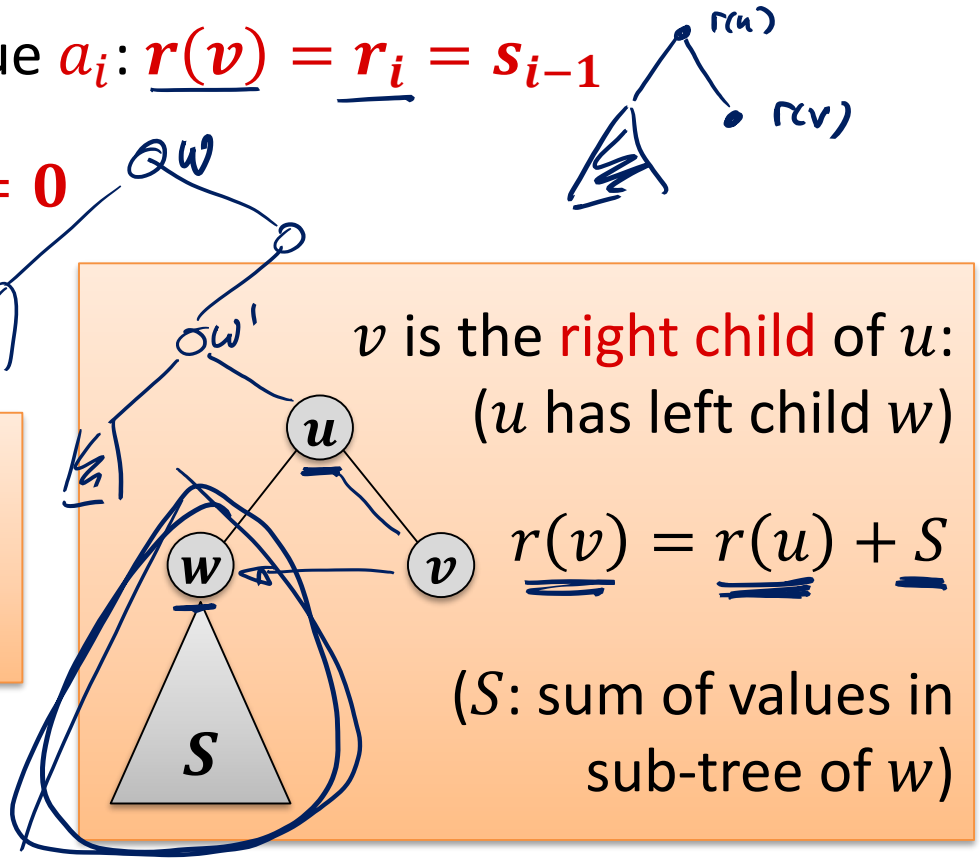 ue aᵢ: r(v) = rᵢ = sᵢ₋₁
r(u)
r(v)
= 0
w
w'
v is the right child of u:
(u has left child w)
u
w
v
r(v) = r(u) + S
(S: sum of values in
sub-tree of w)
S